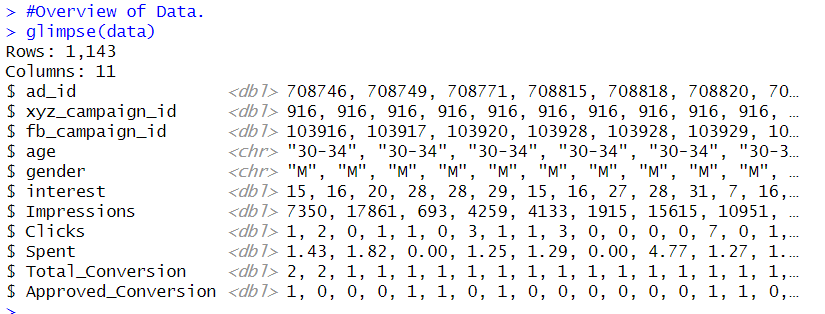 > #Overview of Data.
> glimpse(data)
Rows: 1,143
Columns: 11
$ ad_id               <dbl> 708746, 708749, 708771, 708815, 708818, 708820, 70…
$ xyz_campaign_id     <dbl> 916, 916, 916, 916, 916, 916, 916, 916, 916, 916, …
$ fb_campaign_id      <dbl> 103916, 103917, 103920, 103928, 103928, 103929, 10…
$ age                 <chr> "30-34", "30-34", "30-34", "30-34", "30-34", "30-3…
$ gender              <chr> "M", "M", "M", "M", "M", "M", "M", "M", "M", "M", …
$ interest            <dbl> 15, 16, 20, 28, 28, 29, 15, 16, 27, 28, 31, 7, 16,…
$ Impressions         <dbl> 7350, 17861, 693, 4259, 4133, 1915, 15615, 10951, …
$ Clicks              <dbl> 1, 2, 0, 1, 1, 0, 3, 1, 1, 3, 0, 0, 0, 0, 7, 0, 1,…
$ Spent               <dbl> 1.43, 1.82, 0.00, 1.25, 1.29, 0.00, 4.77, 1.27, 1.…
$ Total_Conversion    <dbl> 2, 2, 1, 1, 1, 1, 1, 1, 1, 1, 1, 1, 1, 1, 1, 1, 1,…
$ Approved_Conversion <dbl> 1, 0, 0, 0, 1, 1, 0, 1, 0, 0, 0, 0, 0, 0, 1, 1, 0,…
>